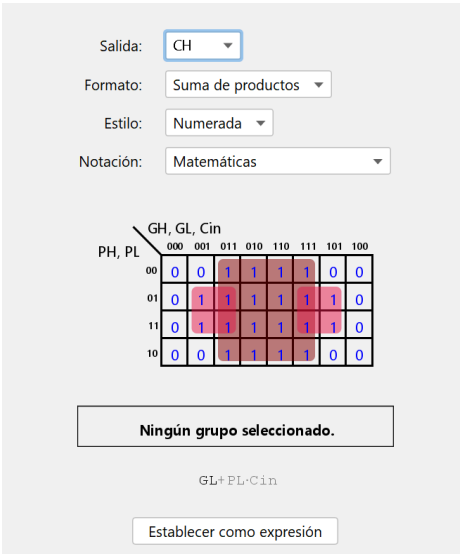 Salida: CH
Formato: Suma de productos
Estilo: Numerada
Notación: Matemáticas
GH, GL, Cin
PH, PL 000 001 011 010 110 111 101 100
00 0 0 1 1 1 1 0 0
01 0 1 1 1 1 1 1 0
11 0 1 1 1 1 1 1 0
10 0 0 1 1 1 1 0 0
Ningún grupo seleccionado.
GL+PL·Cin
Establecer como expresión